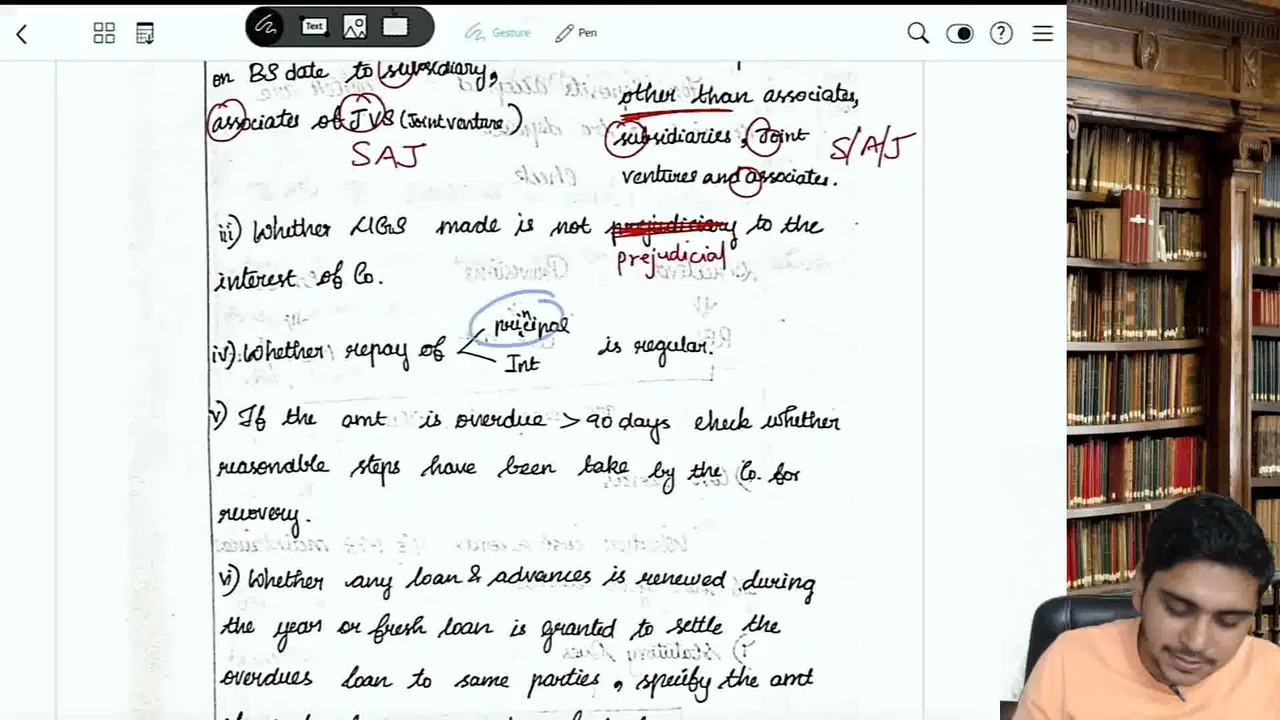 Text
Gesture
Pen
on BS date to subsidiary,
associates of JVS (Joint venture)
SAJ
other than associates,
subsidiaries, Joint
ventures and associates.
S/A/J
iii) Whether LIGS made is not prejudiciary to the
prejudicial
interest of Co.
iv) Whether repay of principal
Int
is regular.
v) If the amt is overdue > 90 days check whether
reasonable steps have been take by the Co. for
recovery.
vi) Whether any loan & advances is renewed during
the year or fresh loan is granted to settle the
overdues loan to same parties, specify the amt